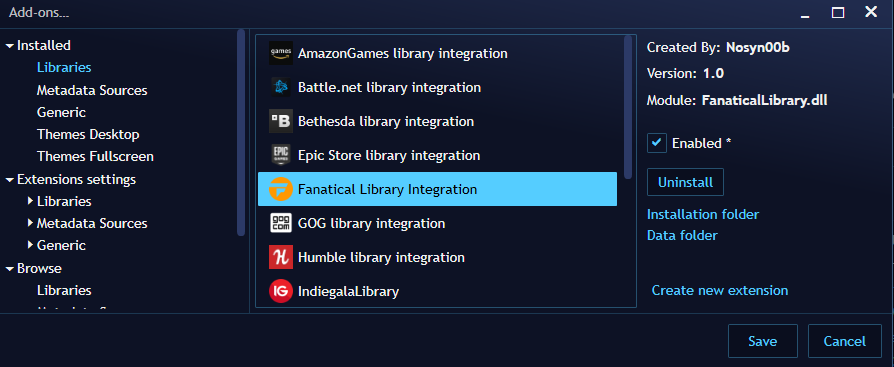 Add-ons...
Installed
Libraries
Metadata Sources
Generic
Themes Desktop
Themes Fullscreen
Extensions settings
Libraries
Metadata Sources
Generic
Browse
Libraries
games
AmazonGames library integration
Battle.net library integration
B
Bethesda library integration
EPIC
GAMES
Epic Store library integration
F
Fanatical Library Integration
GOG
COM
GOG library integration
H
Humble library integration
IG
IndiegalaLibrary
Created By: Nosyn00b
Version: 1.0
Module: FanaticalLibrary.dll
Enabled *
Uninstall
Installation folder
Data folder
Create new extension
Save
Cancel